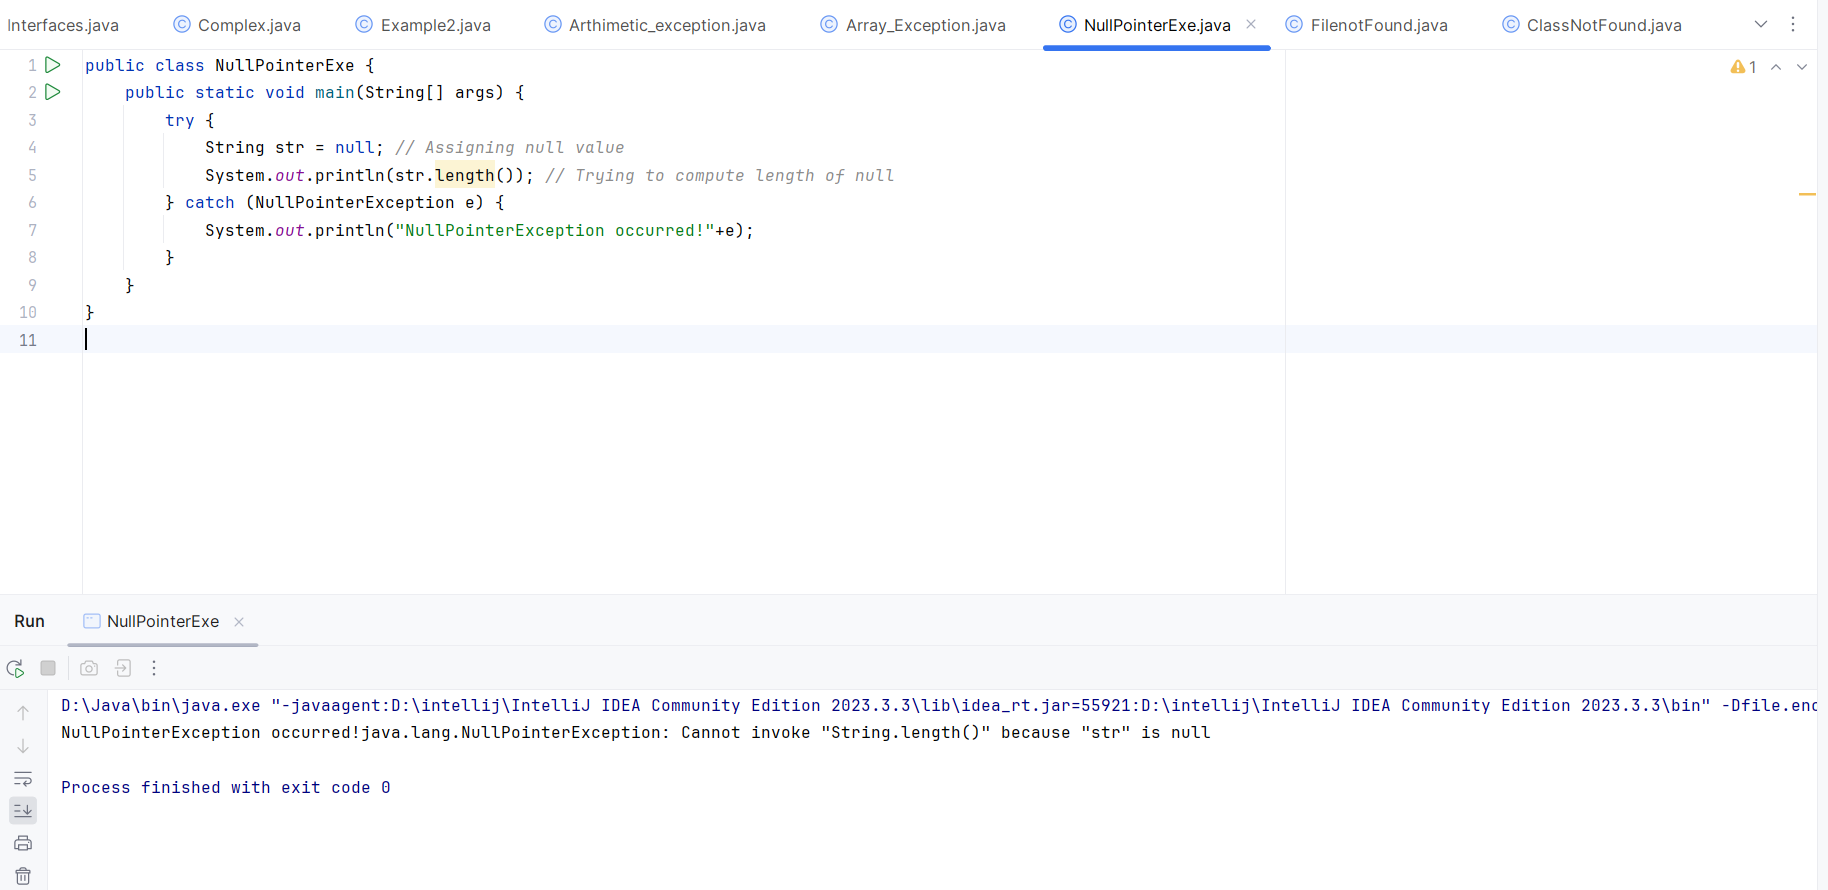 Interfaces.java Complex.java Example2.java Arthimetic_exception.java Array_Exception.java NullPointerExe.java FilenotFound.java ClassNotFound.java
1 public class NullPointerExe {
2 public static void main(String[] args) {
3 try {
4 String str = null; // Assigning null value
5 System.out.println(str.length()); // Trying to compute length of null
6 } catch (NullPointerException e) {
7 System.out.println("NullPointerException occurred!"+e);
8 }
9 }
10 }
11
1
Run NullPointerExe
D:\Java\bin\java.exe "-javaagent:D:\intellij\IntelliJ IDEA Community Edition 2023.3.3\lib\idea_rt.jar=55921:D:\intellij\IntelliJ IDEA Community Edition 2023.3.3\bin" -Dfile.enc
NullPointerException occurred!java.lang.NullPointerException: Cannot invoke "String.length()" because "str" is null
Process finished with exit code 0